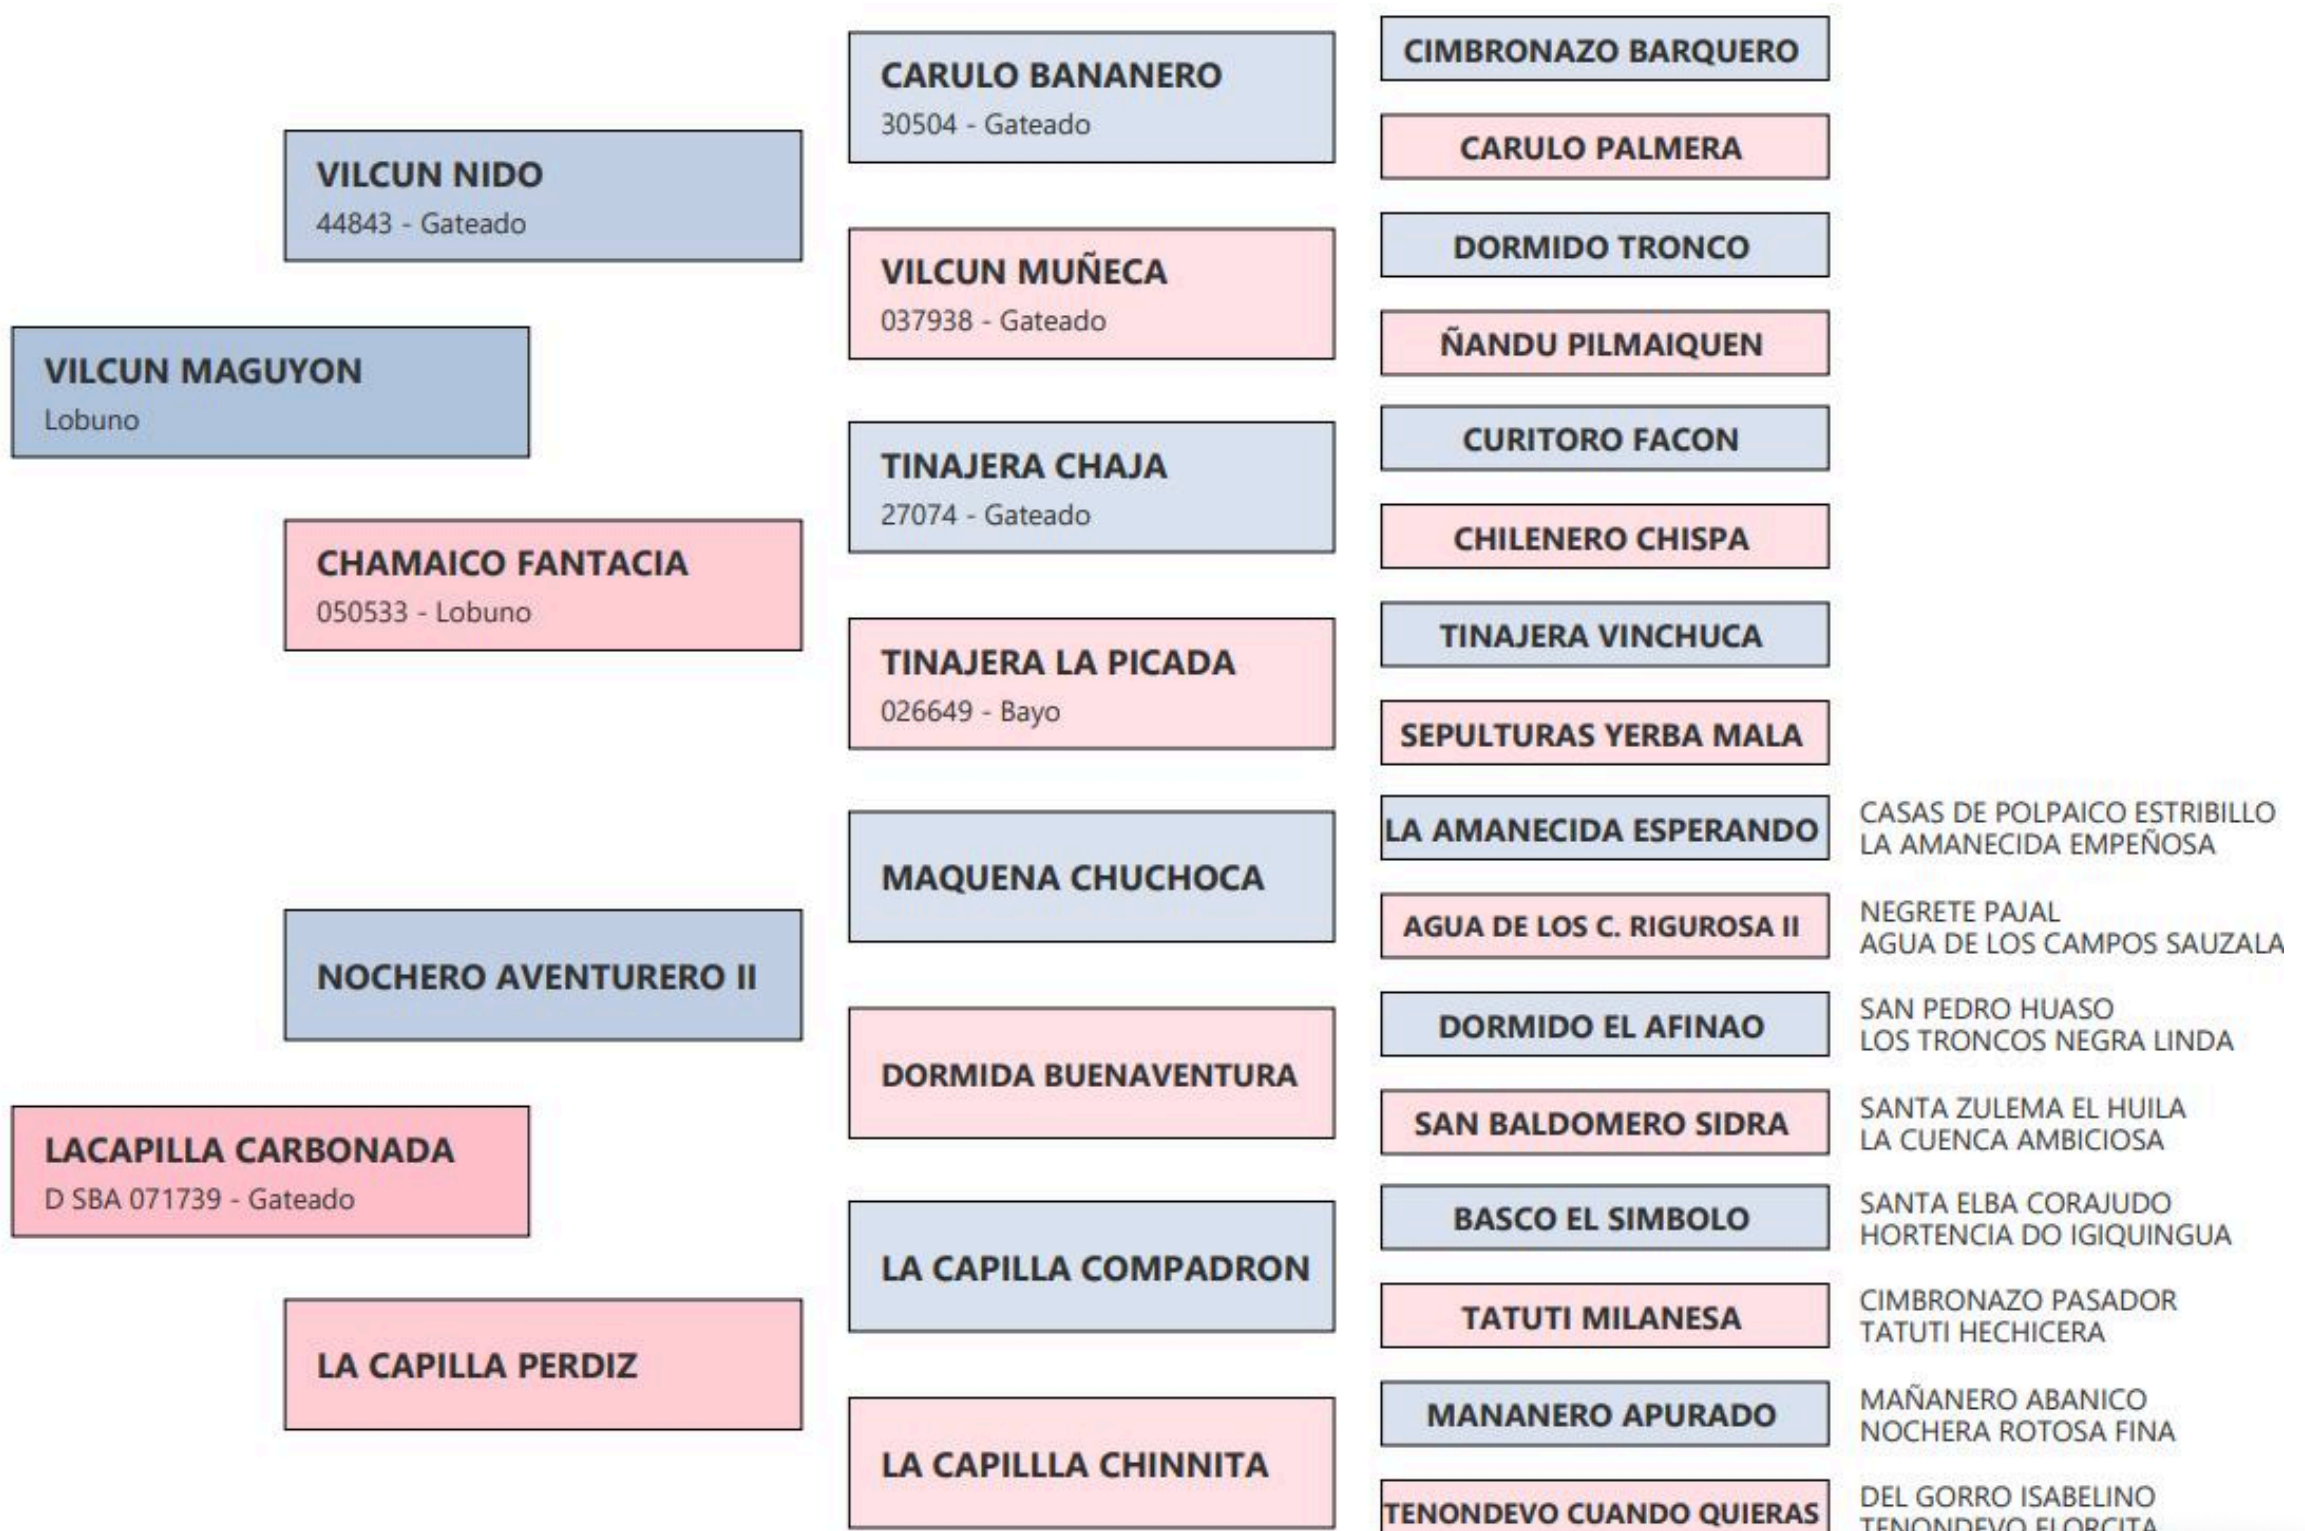 VILCUN MAGUYON
Lobuno
LACAPILLA CARBONADA
D SBA 071739 - Gateado
VILCUN NIDO
44843 - Gateado
CHAMAICO FANTACIA
050533 - Lobuno
NOCHERO AVENTURERO II
LA CAPILLA PERDIZ
CARULO BANANERO
30504 - Gateado
VILCUN MUÑECA
037938 - Gateado
TINAJERA CHAJA
27074 - Gateado
TINAJERA LA PICADA
026649 - Bayo
MAQUENA CHUCHOCA
DORMIDA BUENAVENTURA
LA CAPILLA COMPADRON
LA CAPILLLA CHINNITA
CIMBRONAZO BARQUERO
CARULO PALMERA
DORMIDO TRONCO
ÑANDU PILMAIQUEN
CURITORO FACON
CHILENERO CHISPA
TINAJERA VINCHUCA
SEPULTURAS YERBA MALA
LA AMANECIDA ESPERANDO
AGUA DE LOS C. RIGUROSA II
DORMIDO EL AFINAO
SAN BALDOMERO SIDRA
BASCO EL SIMBOLO
TATUTI MILANESA
MANANERO APURADO
TENONDEVO CUANDO QUIERAS
CASAS DE POLPAICO ESTRIBILLO
LA AMANECIDA EMPEÑOSA
NEGRETE PAJAL
AGUA DE LOS CAMPOS SAUZALA
SAN PEDRO HUASO
LOS TRONCOS NEGRA LINDA
SANTA ZULEMA EL HUILA
LA CUENCA AMBICIOSA
SANTA ELBA CORAJUDO
HORTENCIA DO IGIQUINGUA
CIMBRONAZO PASADOR
TATUTI HECHICERA
MAÑANERO ABANICO
NOCHERA ROTOSA FINA
DEL GORRO ISABELINO
TENONDEVO FLORCITA